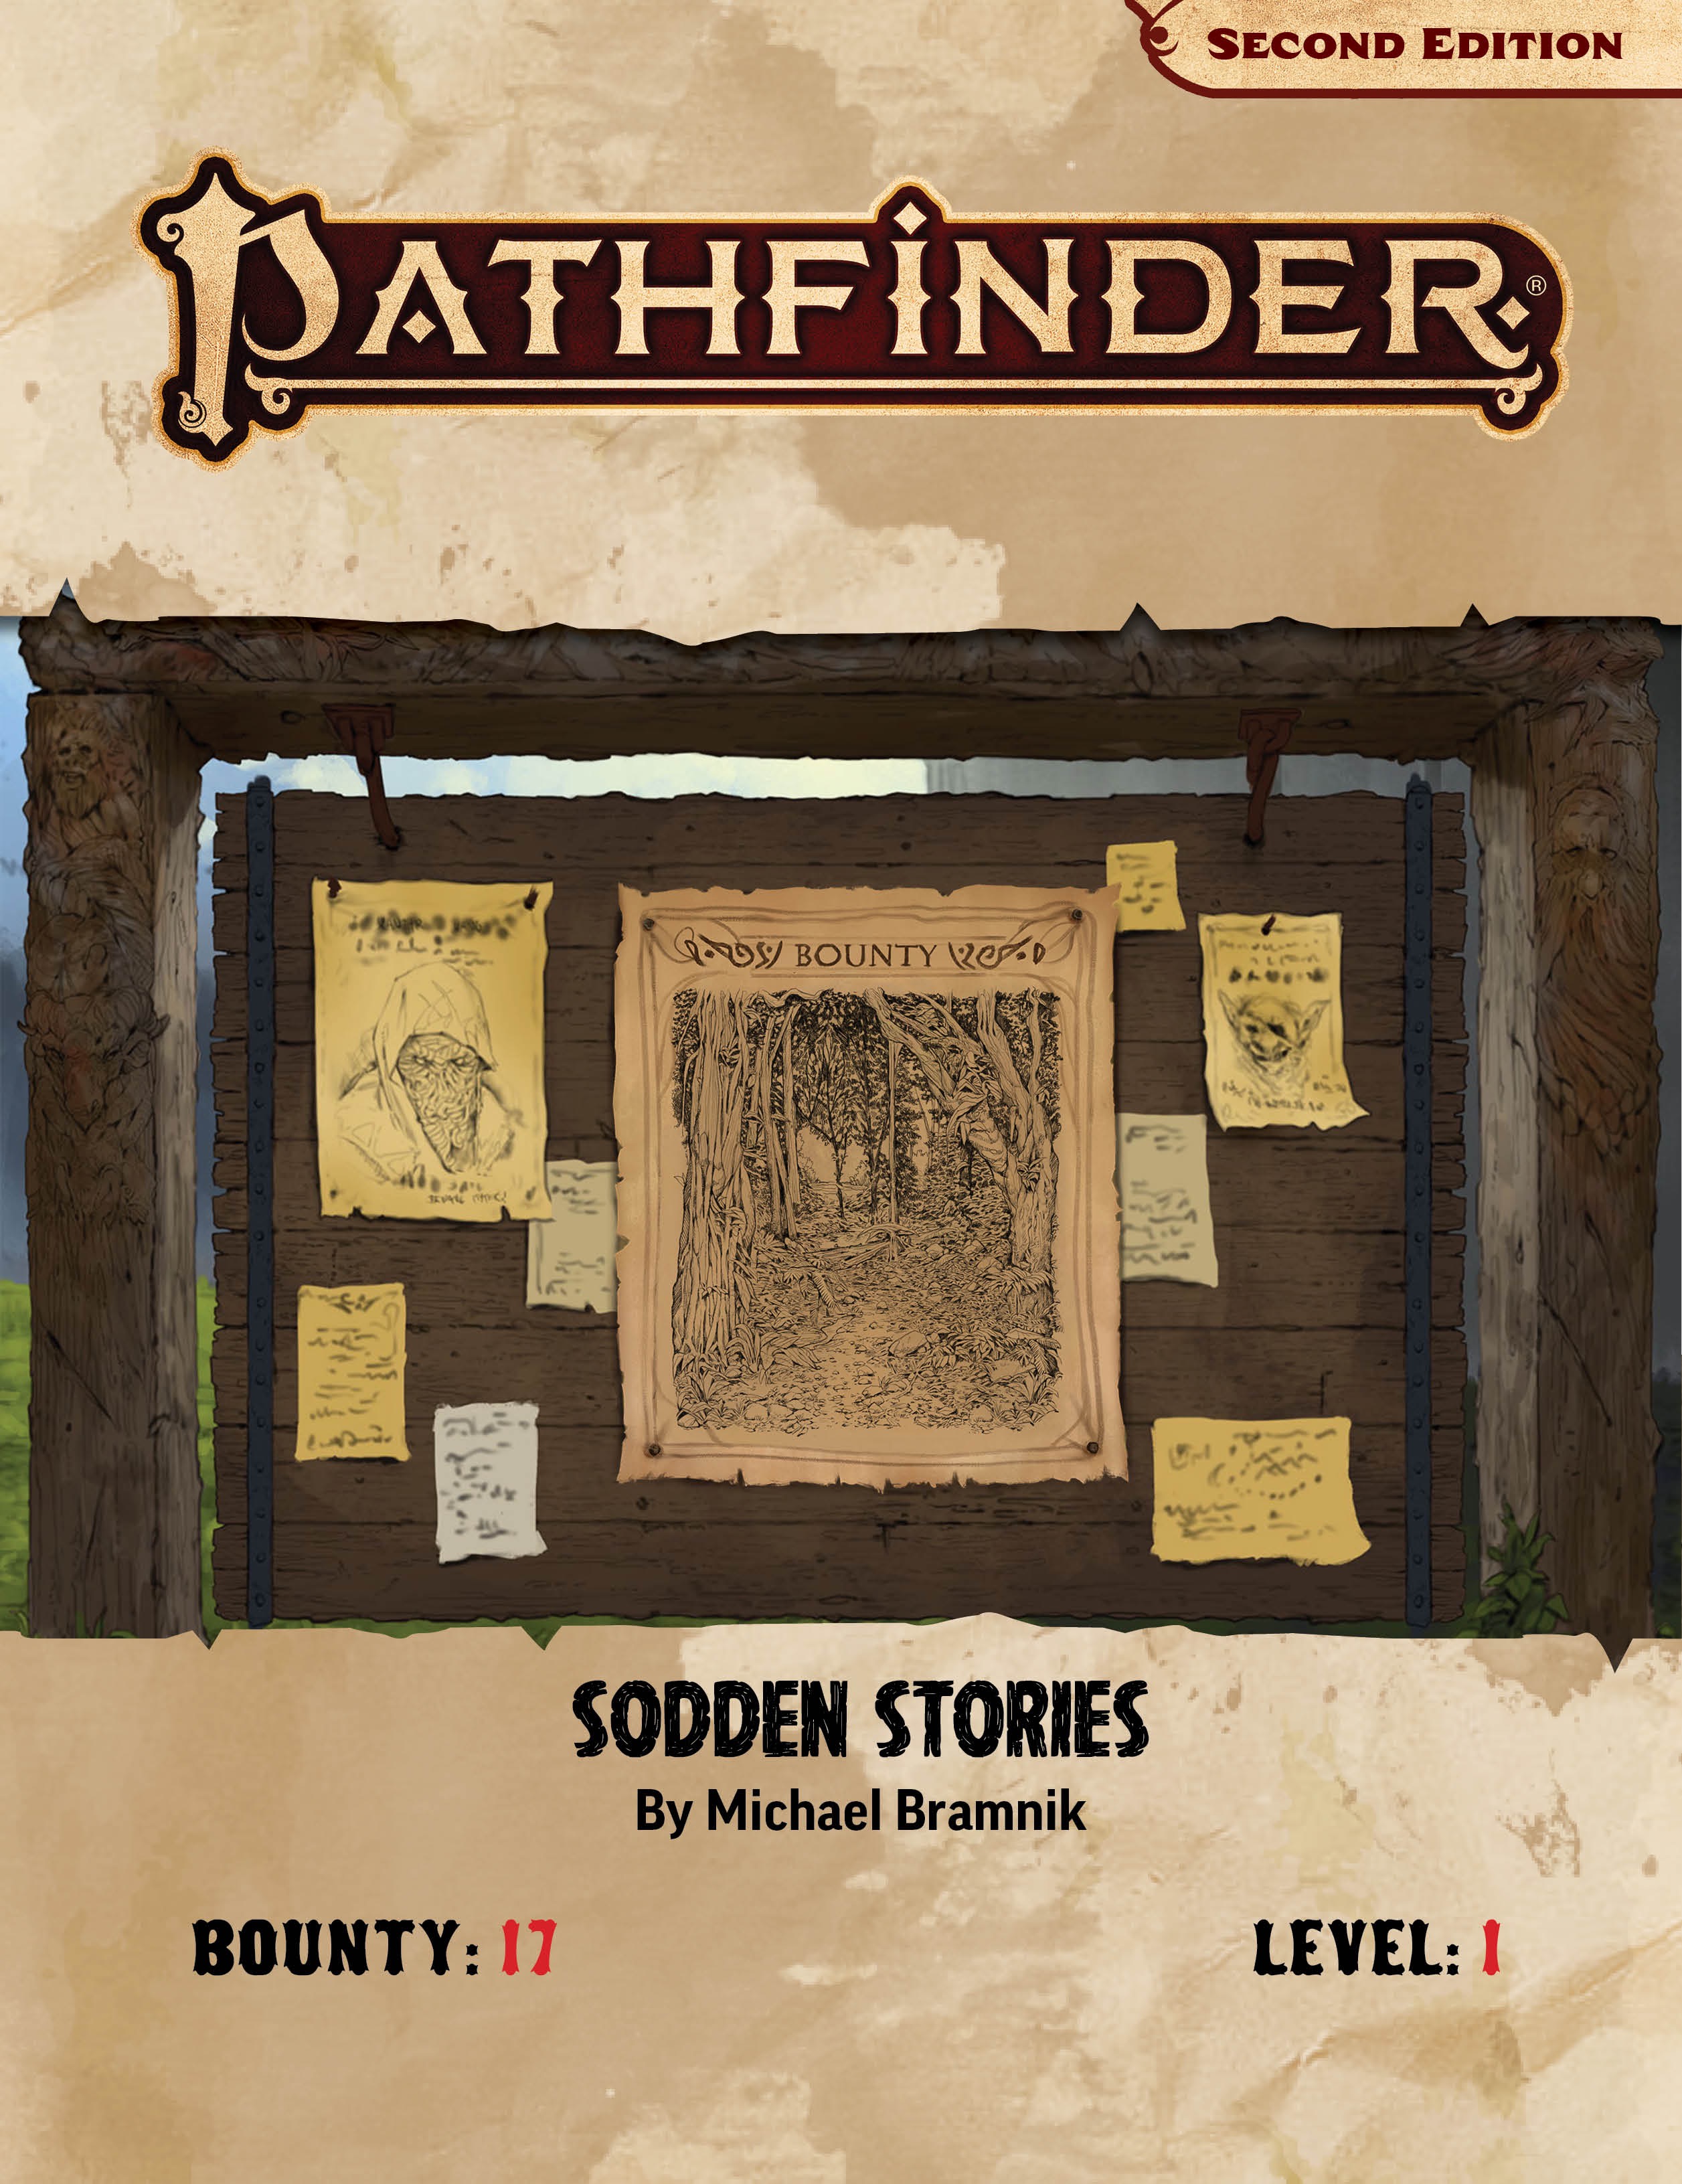 SECOND EDITION
PATHFINDER®
BOUNTY
SODDEN STORIES
By Michael Bramnik
BOUNTY: 17
LEVEL: 1